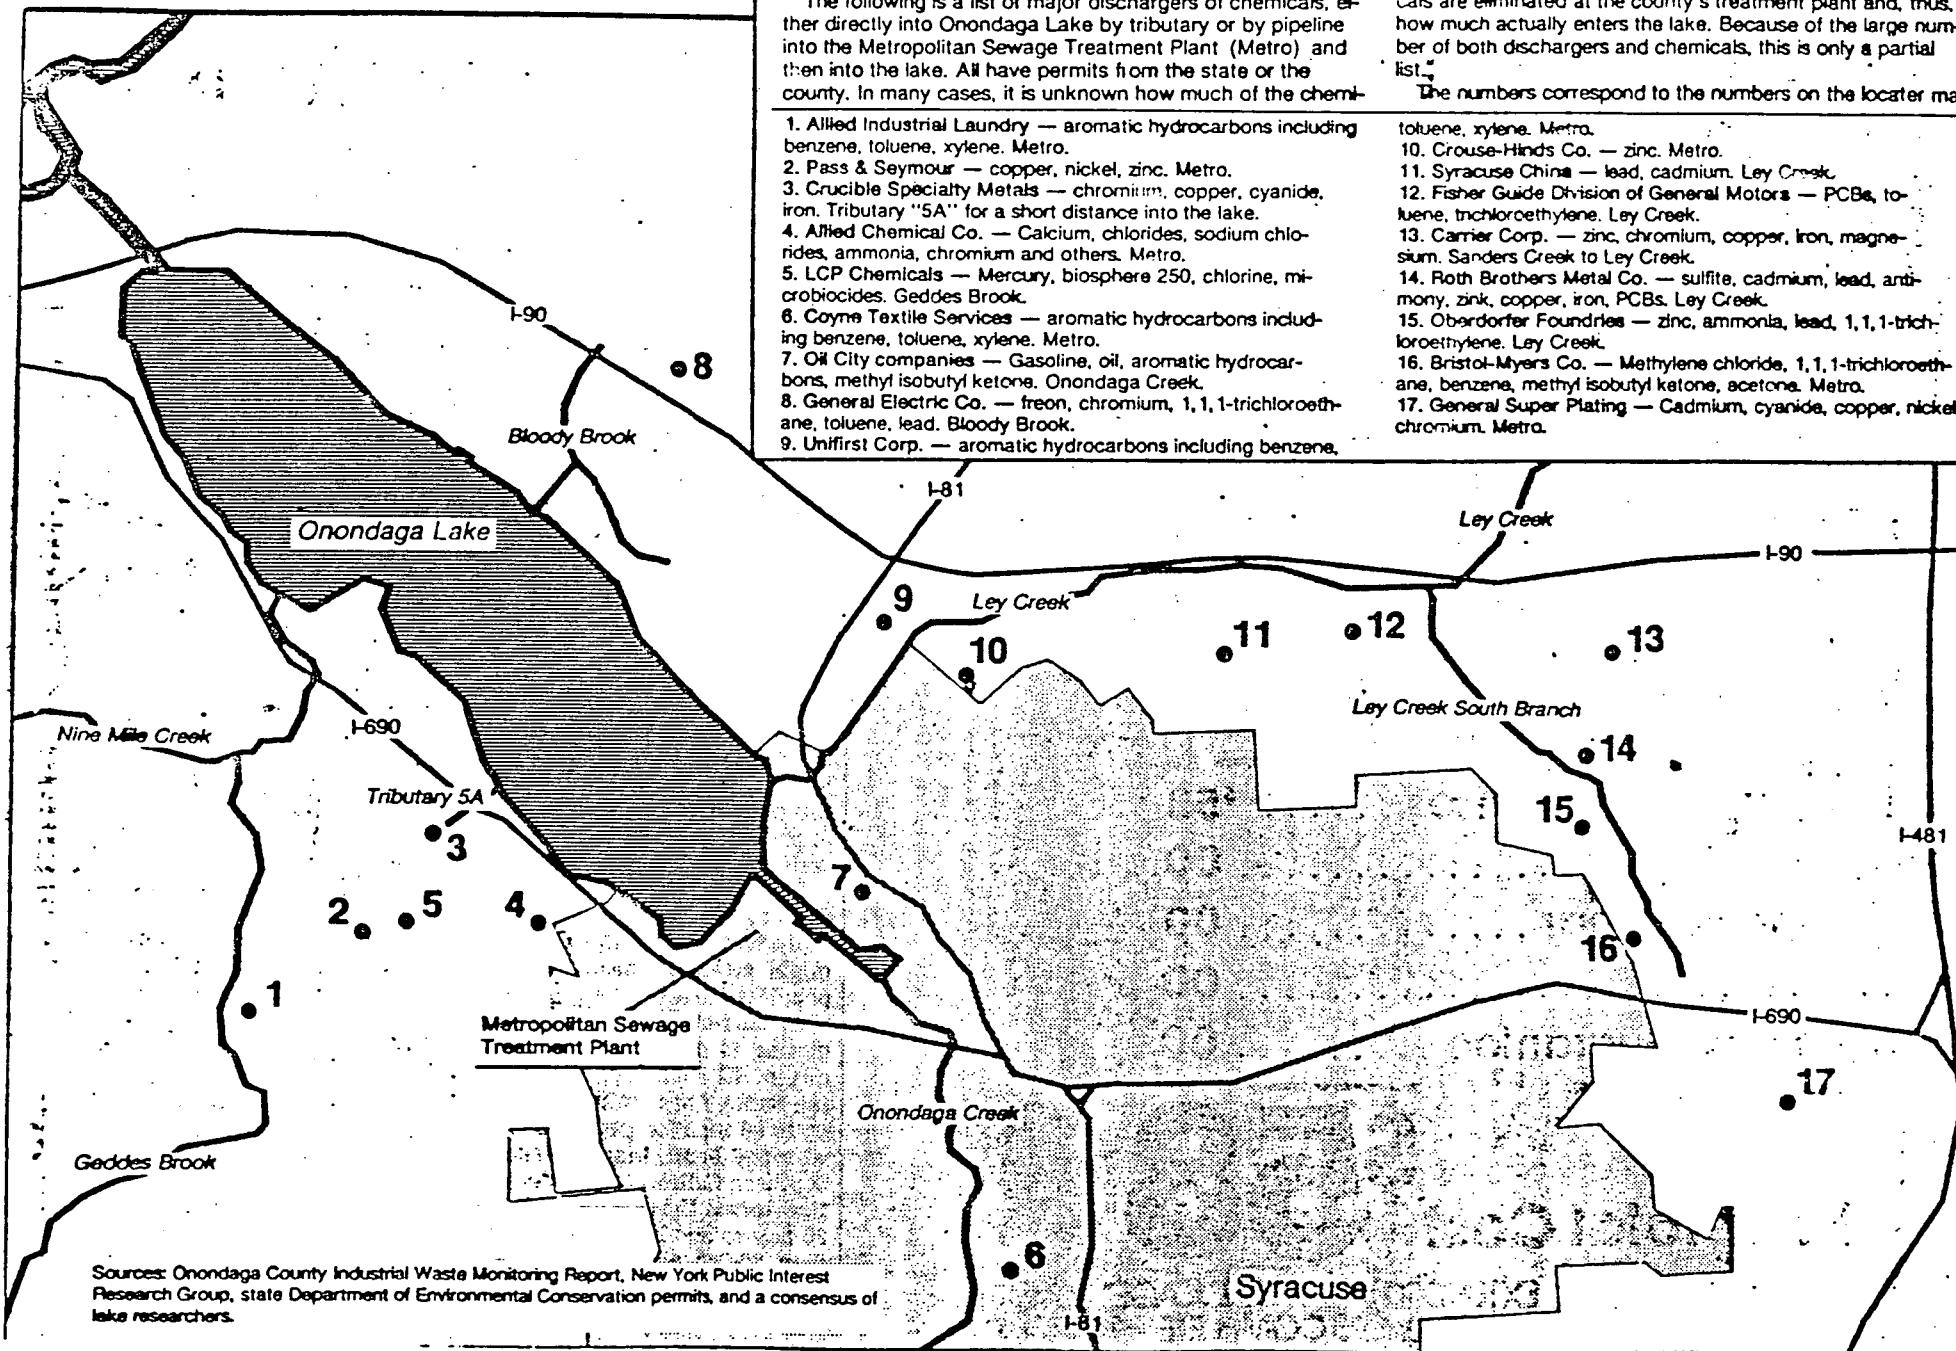 The following is a list of major dischargers of chemicals, ei-
ther directly into Onondaga Lake by tributary or by pipeline
into the Metropolitan Sewage Treatment Plant (Metro) and
then into the lake. All have permits from the state or the
county. In many cases, it is unknown how much of the chemi-
cals are eliminated at the county's treatment plant and, thus,
how much actually enters the lake. Because of the large num-
ber of both dischargers and chemicals, this is only a partial
list.
The numbers correspond to the numbers on the locater ma
1. Allied Industrial Laundry — aromatic hydrocarbons including
benzene, toluene, xylene. Metro.
2. Pass & Seymour — copper, nickel, zinc. Metro.
3. Crucible Specialty Metals — chromium, copper, cyanide,
iron. Tributary "5A" for a short distance into the lake.
4. Allied Chemical Co. — Calcium, chlorides, sodium chlo-
rides, ammonia, chromium and others. Metro.
5. LCP Chemicals — Mercury, biosphere 250, chlorine, mi-
crobiocides. Geddes Brook.
6. Coyne Textile Services — aromatic hydrocarbons includ-
ing benzene, toluene, xylene. Metro.
7. Oil City companies — Gasoline, oil, aromatic hydrocar-
bons, methyl isobutyl ketone. Onondaga Creek.
8. General Electric Co. — freon, chromium, 1,1,1-trichloroeth-
ane, toluene, lead. Bloody Brook.
9. Unifirst Corp. — aromatic hydrocarbons including benzene,
toluene, xylene. Metro.
10. Crouse-Hinds Co. — zinc. Metro.
11. Syracuse China — lead, cadmium. Ley Creek.
12. Fisher Guide Division of General Motors — PCBs, to-
luene, trichloroethylene. Ley Creek.
13. Carrier Corp. — zinc, chromium, copper, iron, magne-
sium. Sanders Creek to Ley Creek.
14. Roth Brothers Metal Co. — sulfite, cadmium, lead, anti-
mony, zink, copper, iron, PCBs. Ley Creek.
15. Oberdorfer Foundries — zinc, ammonia, lead, 1,1,1-trich-
loroethylene. Ley Creek.
16. Bristol-Myers Co. — Methylene chloride, 1,1,1-trichloroeth-
ane, benzene, methyl isobutyl ketone, acetone. Metro.
17. General Super Plating — Cadmium, cyanide, copper, nickel
chromium. Metro.
I-90
8
Bloody Brook
I-81
Onondaga Lake
Ley Creek
I-90
9
Ley Creek
10
11
12
13
Nine Mile Creek
I-690
Ley Creek South Branch
14
Tributary 5A
3
15
I-481
7
2
5
4
16
1
Metropolitan Sewage
Treatment Plant
I-690
17
Onondaga Creek
Geddes Brook
6
Syracuse
I-81
Sources: Onondaga County Industrial Waste Monitoring Report, New York Public Interest
Research Group, state Department of Environmental Conservation permits, and a consensus of
lake researchers.